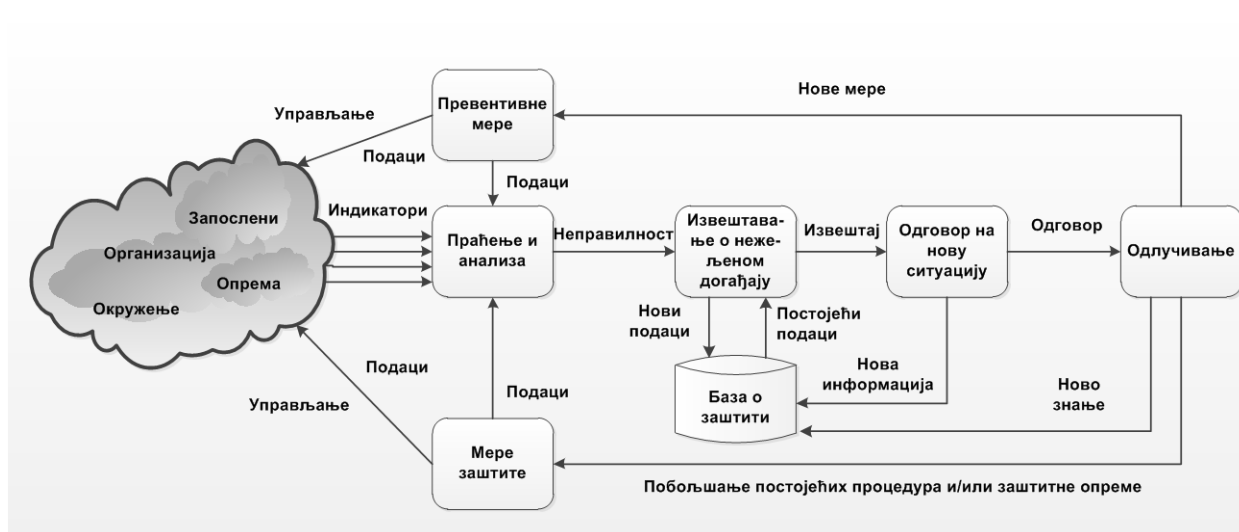 Нове мере
Превентивне
мере
Управљање
Подаци
Подаци
Запослени
Организација
Опрема
Окружење
Индикатори
Праћење и
анализа
Неправилност
Извештава-
ње о неже-
љеном
догађају
Извештај
Одговор на
нову
ситуацију
Одговор
Одлучивање
Нови
подаци
Постојећи
подаци
База о
заштити
Нова
информација
Ново
знање
Подаци
Управљање
Подаци
Мере
заштите
Побољшање постојећих процедура и/или заштитне опреме